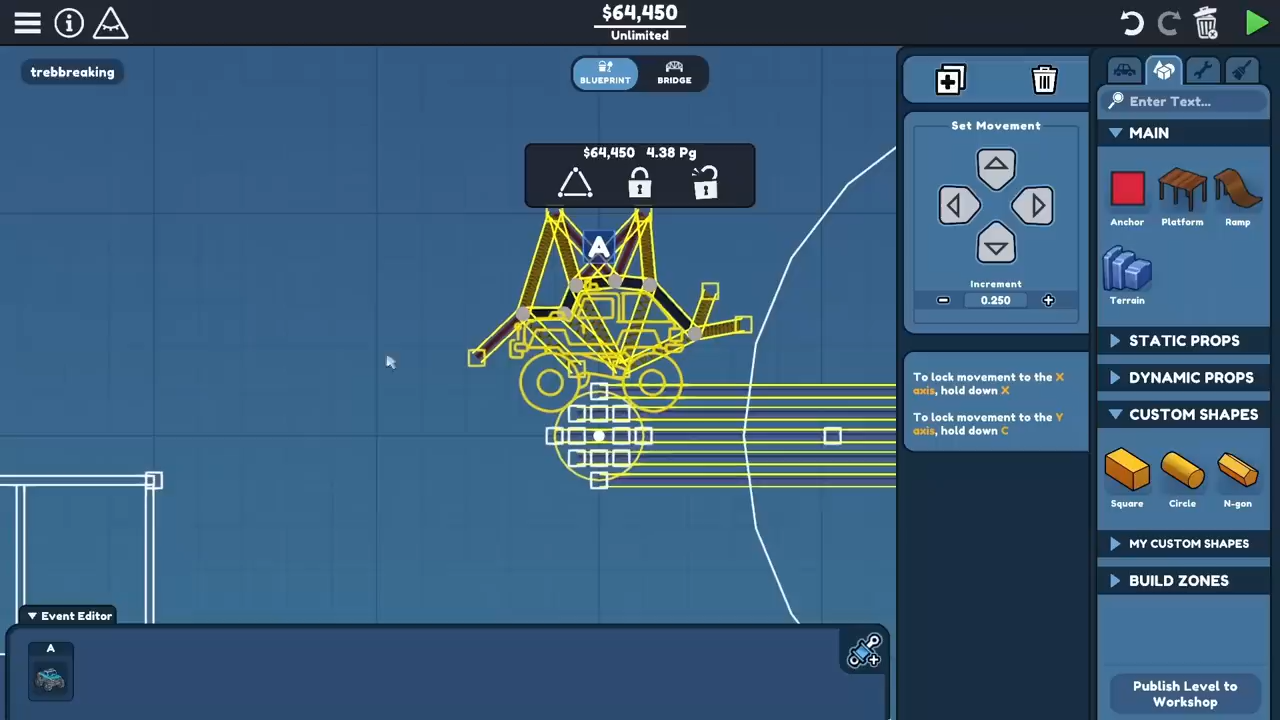 $64,450
Unlimited
trebbreaking
BLUEPRINT
BRIDGE
$64,450 4.38 Pg
A
Set Movement
Increment
0.250
To lock movement to the X
axis, hold down X
To lock movement to the Y
axis, hold down C
Enter Text...
MAIN
Anchor
Platform
Ramp
Terrain
STATIC PROPS
DYNAMIC PROPS
CUSTOM SHAPES
Square
Circle
N-gon
MY CUSTOM SHAPES
BUILD ZONES
Publish Level to
Workshop
Event Editor
A